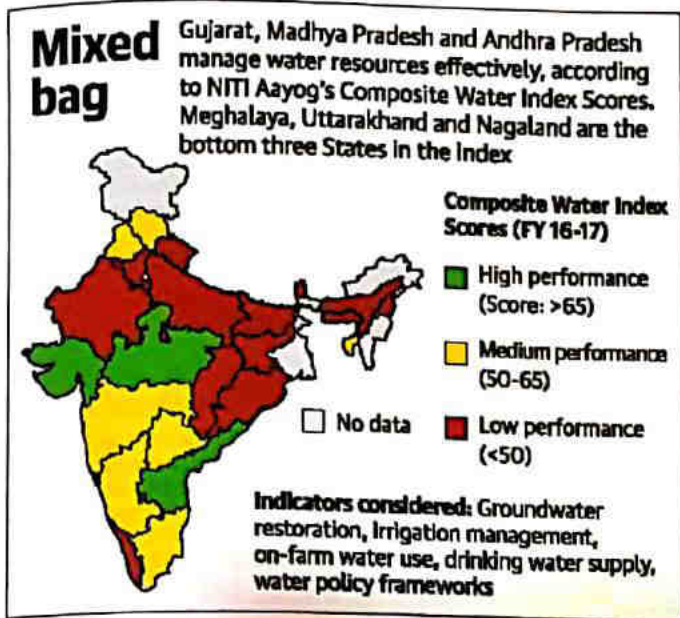 Mixed
bag
Gujarat, Madhya Pradesh and Andhra Pradesh
manage water resources effectively, according
to NITI Aayog's Composite Water Index Scores.
Meghalaya, Uttarakhand and Nagaland are the
bottom three States in the index
Composite Water Index
Scores (FY 16-17)
High performance
(Score: >65)
Medium performance
(50-65)
No data
Low performance
(<50)
Indicators considered: Groundwater
restoration, irrigation management,
on-farm water use, drinking water supply,
water policy frameworks